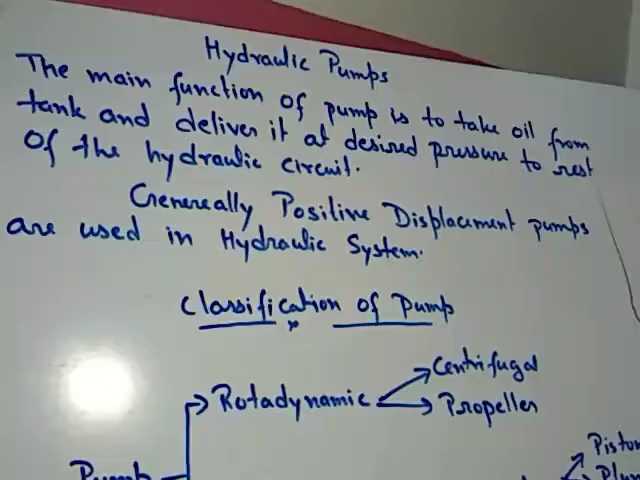 Hydraulic Pumps
The main function of pump is to take oil from
tank and deliver it at desired pressure to rest
Of the hydraulic circuit.
Genereally Positive Displacement pumps
are used in Hydraulic System.
Classification of Pump
Centrifugal
Rotadynamic
Propeller
Pump